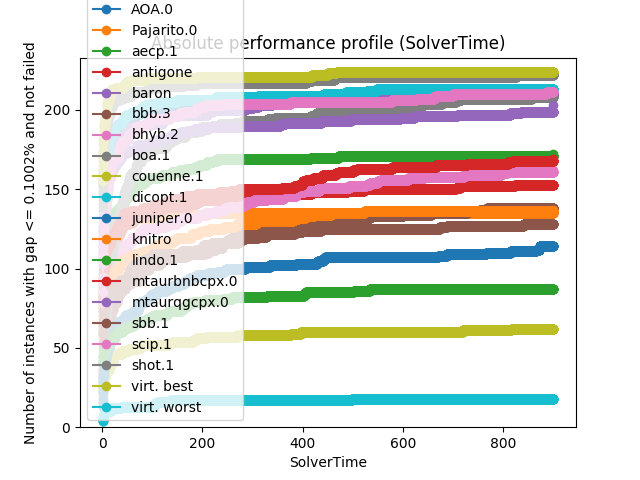 AOA.0
Pajarito.0
Absolute performance profile (SolverTime)
aecp.1
antigone
baron
bbb.3
bhyb.2
boa.1
couenne.1
dicopt.1
juniper.0
knitro
lindo.1
mtaurbnbcpx.0
mtaurqgcpx.0
sbb.1
scip.1
shot.1
virt. best
virt. worst
Number of instances with gap <= 0.1002% and not failed
200
150
100
50
0
0 200 400 600 800
SolverTime